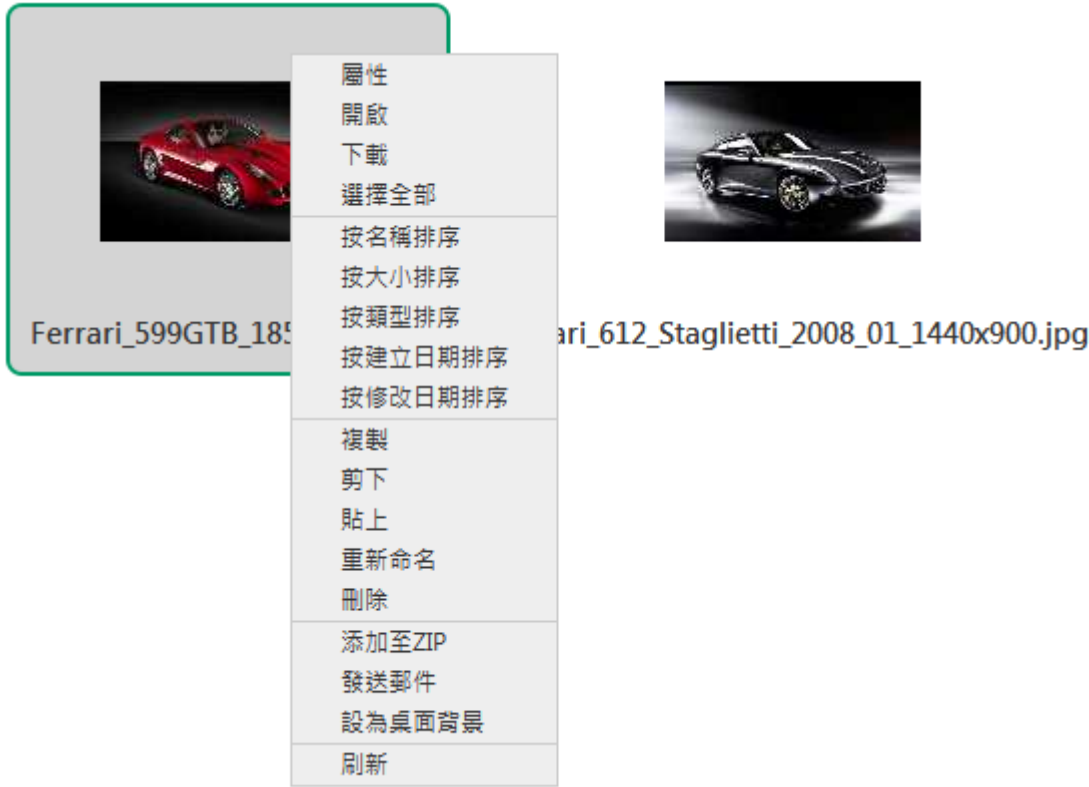 屬性
開啟
下載
選擇全部
按名稱排序
按大小排序
按類型排序
按建立日期排序
按修改日期排序
複製
剪下
貼上
重新命名
刪除
添加至ZIP
發送郵件
設為桌面背景
刷新
Ferrari_599GTB_185
ari_612_Staglietti_2008_01_1440x900.jpg